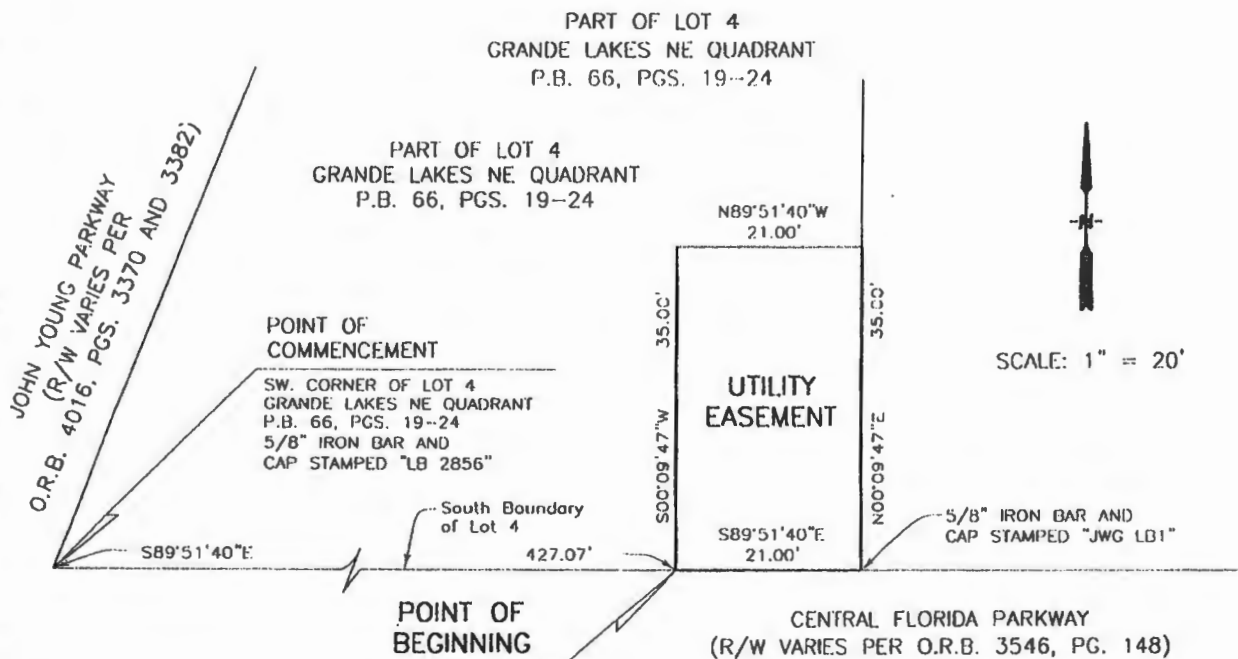 PART OF LOT 4
GRANDE LAKES NE QUADRANT
P.B. 66, PGS. 19--24
PART OF LOT 4
GRANDE LAKES NE QUADRANT
P.B. 66, PGS. 19--24
JOHN YOUNG PARKWAY
(R/W VARIES PER
O.R.B. 4016, PGS. 3370 AND 3382)
N89°51'40"W
21.00'
N
SCALE: 1" = 20'
POINT OF
COMMENCEMENT
SW. CORNER OF LOT 4
GRANDE LAKES NE QUADRANT
P.B. 66, PGS. 19--24
5/8" IRON BAR AND
CAP STAMPED "LB 2856"
35.00'
S00°09'47"W
UTILITY
EASEMENT
35.00'
N00°09'47"E
South Boundary
of Lot 4
S89°51'40"E
427.07'
S89°51'40"E
21.00'
5/8" IRON BAR AND
CAP STAMPED "JWG LB1"
POINT OF
BEGINNING
CENTRAL FLORIDA PARKWAY
(R/W VARIES PER O.R.B. 3546, PG. 148)